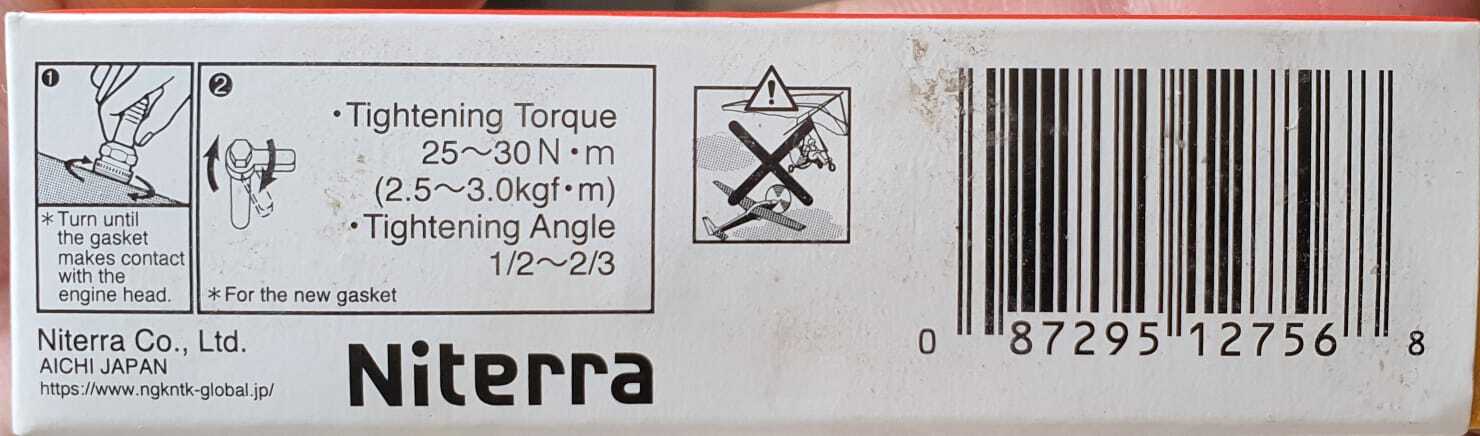 ❶
* Turn until
the gasket
makes contact
with the
engine head.
❷
・Tightening Torque
25〜30 N・m
(2.5〜3.0kgf・m)
・Tightening Angle
1/2〜2/3
* For the new gasket
Niterra Co., Ltd.
AICHI JAPAN
https://www.ngkntk-global.jp/
Niterra
0 87295 12756 8